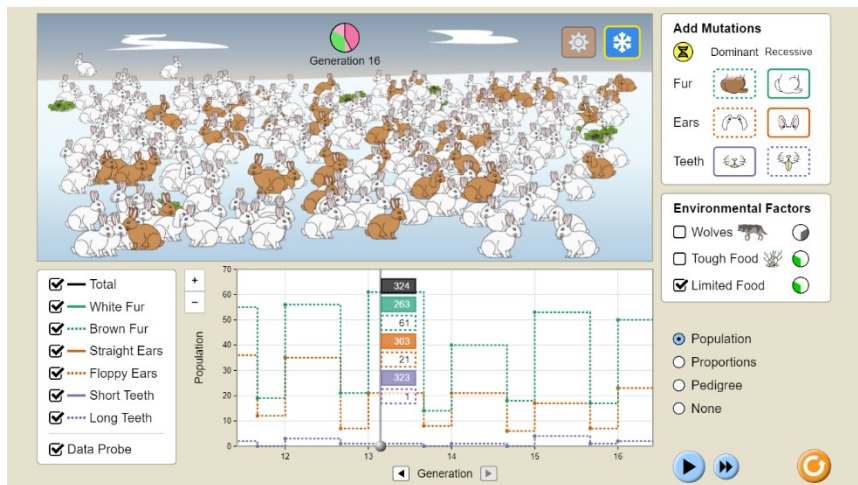 Generation 16
Add Mutations
Dominant Recessive
Fur
Ears
Teeth
Environmental Factors
Wolves
Tough Food
Limited Food
Population
Proportions
Pedigree
None
Total
White Fur
Brown Fur
Straight Ears
Floppy Ears
Short Teeth
Long Teeth
Data Probe
+
−
Population
70
60
50
40
30
20
10
0
324
263
61
303
21
323
1
12 13 14 15 16
Generation